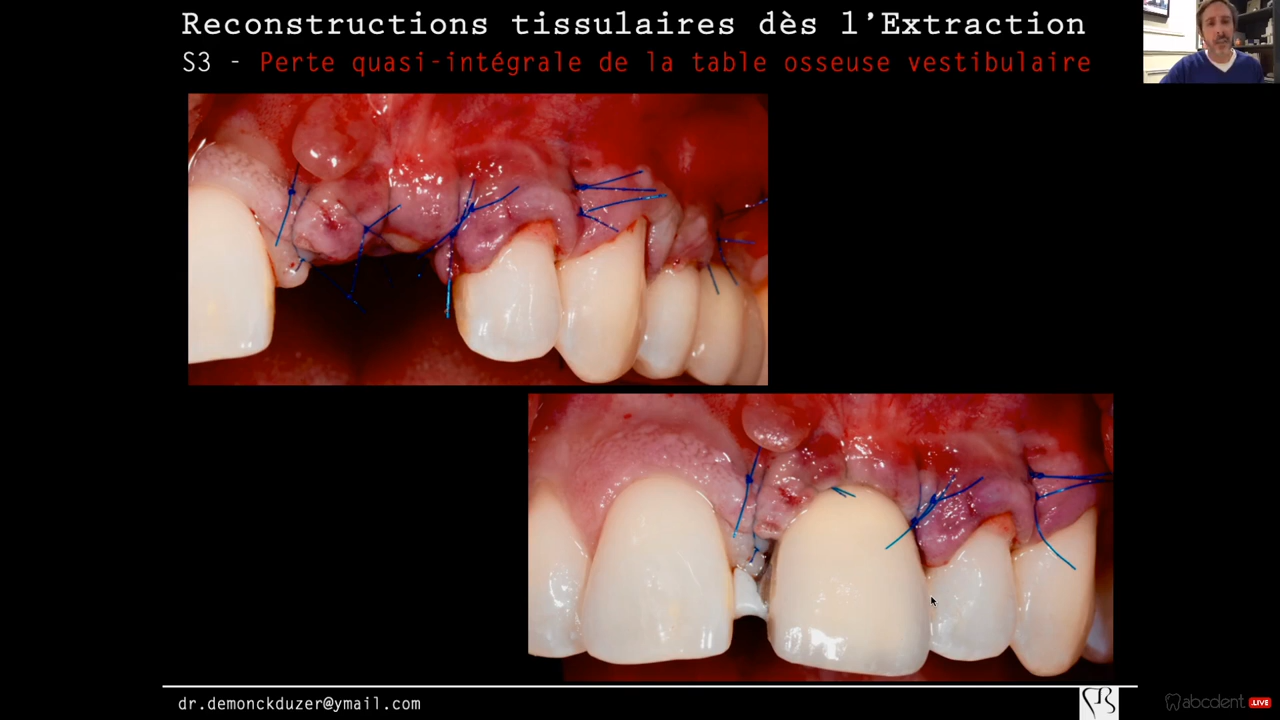 Reconstructions tissulaires dès l'Extraction
S3 - Perte quasi-intégrale de la table osseuse vestibulaire
dr.demonckduzer@ymail.com
abcdent.LIVE